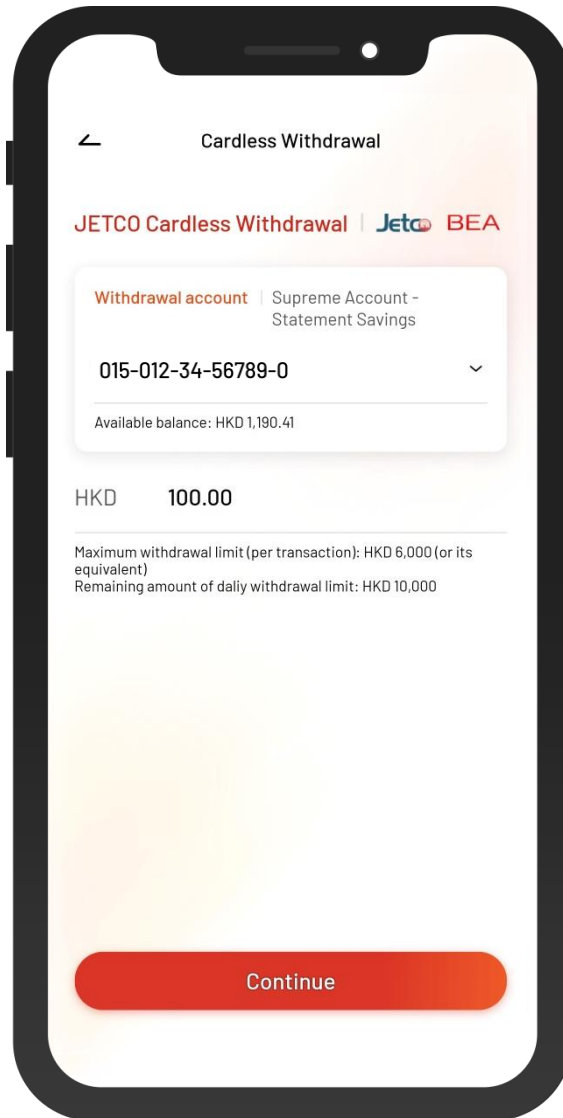 Cardless Withdrawal
JETCO Cardless Withdrawal Jetco BEA
Withdrawal account Supreme Account -
Statement Savings
015-012-34-56789-0
Available balance: HKD 1,190.41
HKD 100.00
Maximum withdrawal limit (per transaction): HKD 6,000 (or its
equivalent)
Remaining amount of daliy withdrawal limit: HKD 10,000
Continue